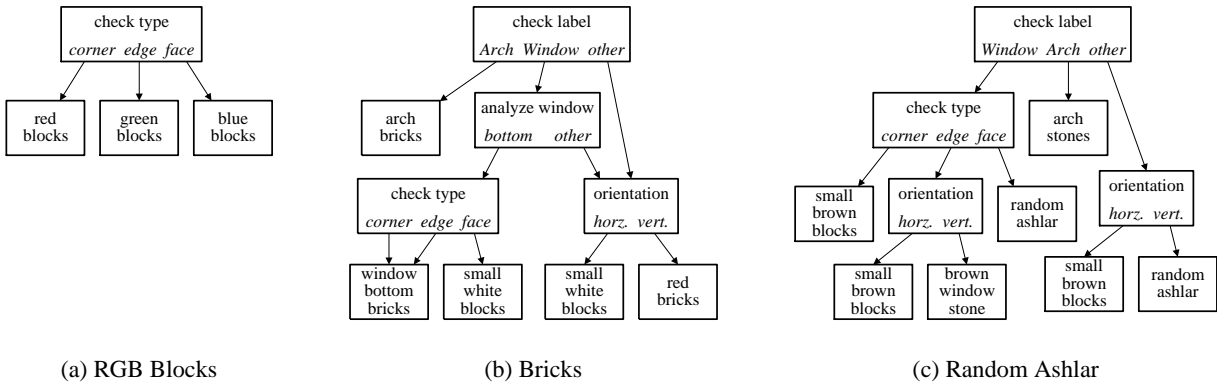 check type
corner edge face
red
blocks
green
blocks
blue
blocks
(a) RGB Blocks
check label
Arch Window other
arch
bricks
analyze window
bottom other
check type
corner edge face
orientation
horz. vert.
window
bottom
bricks
small
white
blocks
small
white
blocks
red
bricks
(b) Bricks
check label
Window Arch other
check type
corner edge face
arch
stones
small
brown
blocks
orientation
horz. vert.
random
ashlar
orientation
horz. vert.
small
brown
blocks
brown
window
stone
small
brown
blocks
random
ashlar
(c) Random Ashlar